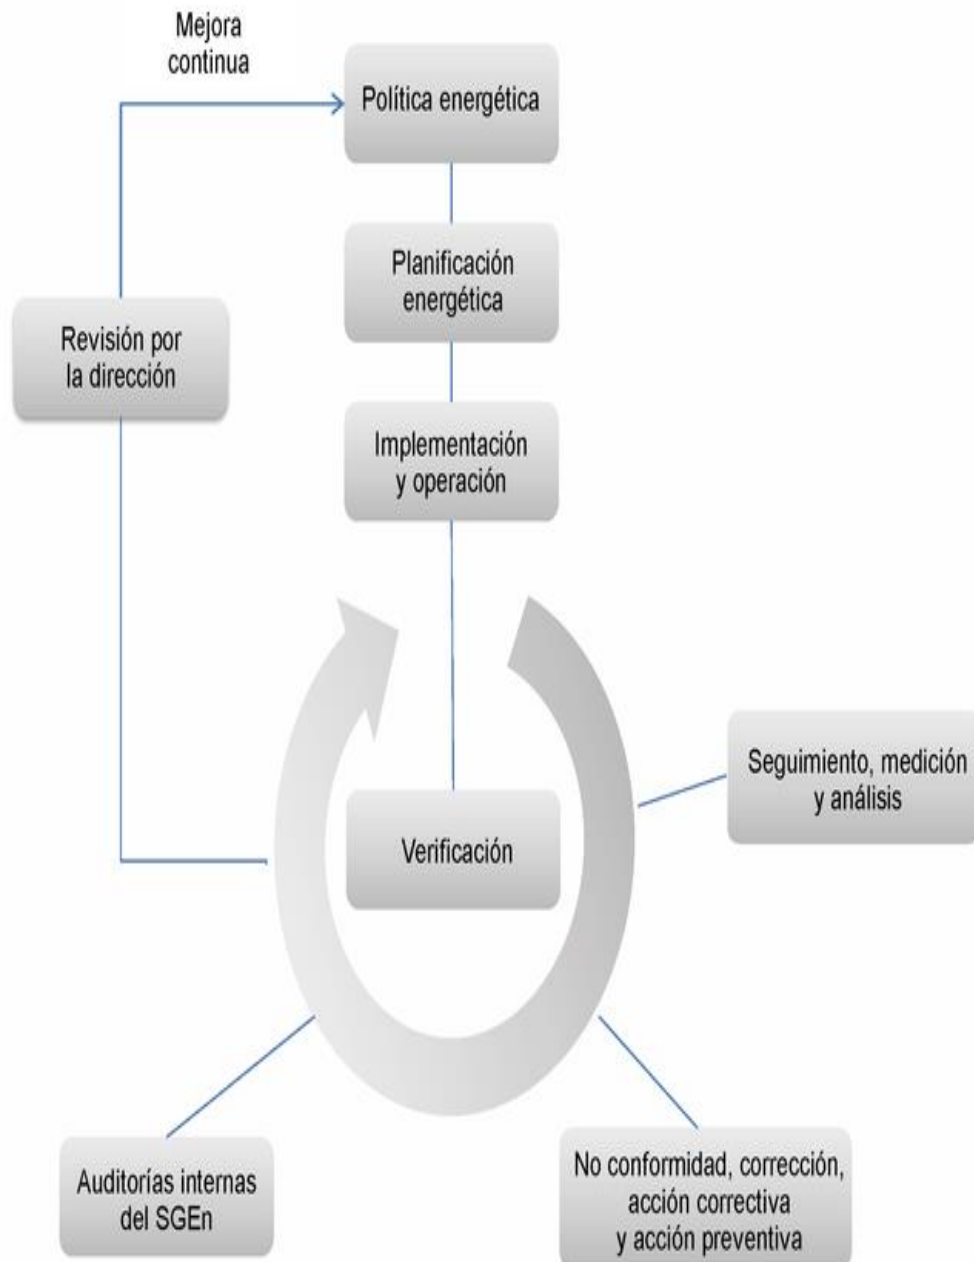 Mejora
continua
Política energética
Planificación
energética
Revisión por
la dirección
Implementación
y operación
Seguimiento, medición
y análisis
Verificación
Auditorías internas
del SGEn
No conformidad, corrección,
acción correctiva
y acción preventiva